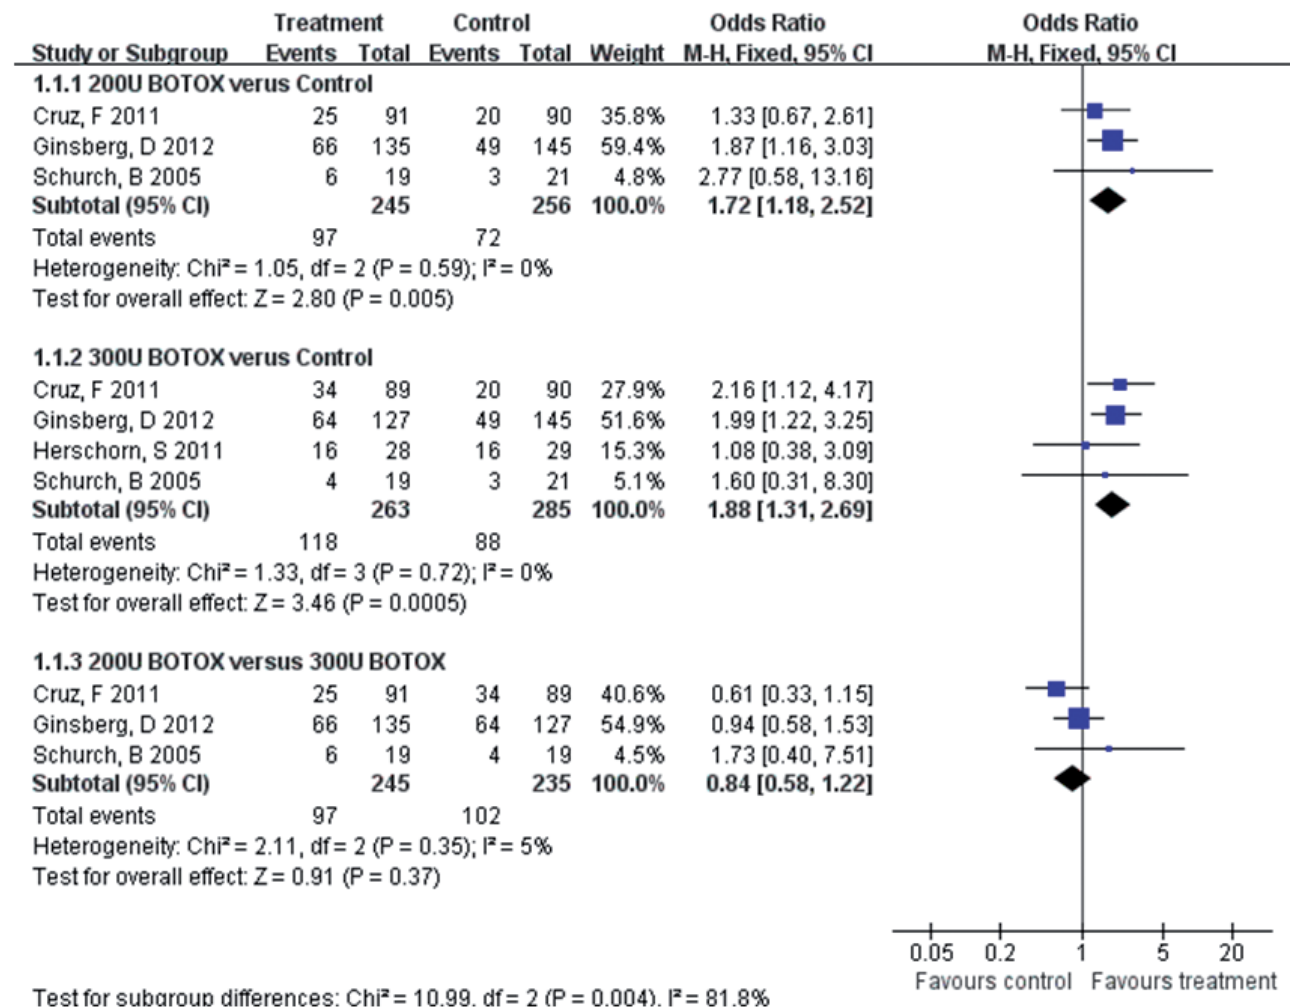 Treatment Control Odds Ratio Odds Ratio
Study or Subgroup Events Total Events Total Weight M-H, Fixed, 95% CI M-H, Fixed, 95% CI
1.1.1 200U BOTOX verus Control
Cruz, F 2011 25 91 20 90 35.8% 1.33 [0.67, 2.61]
Ginsberg, D 2012 66 135 49 145 59.4% 1.87 [1.16, 3.03]
Schurch, B 2005 6 19 3 21 4.8% 2.77 [0.58, 13.16]
Subtotal (95% CI) 245 256 100.0% 1.72 [1.18, 2.52]
Total events 97 72
Heterogeneity: Chi² = 1.05, df = 2 (P = 0.59); I² = 0%
Test for overall effect: Z = 2.80 (P = 0.005)
1.1.2 300U BOTOX verus Control
Cruz, F 2011 34 89 20 90 27.9% 2.16 [1.12, 4.17]
Ginsberg, D 2012 64 127 49 145 51.6% 1.99 [1.22, 3.25]
Herschorn, S 2011 16 28 16 29 15.3% 1.08 [0.38, 3.09]
Schurch, B 2005 4 19 3 21 5.1% 1.60 [0.31, 8.30]
Subtotal (95% CI) 263 285 100.0% 1.88 [1.31, 2.69]
Total events 118 88
Heterogeneity: Chi² = 1.33, df = 3 (P = 0.72); I² = 0%
Test for overall effect: Z = 3.46 (P = 0.0005)
1.1.3 200U BOTOX versus 300U BOTOX
Cruz, F 2011 25 91 34 89 40.6% 0.61 [0.33, 1.15]
Ginsberg, D 2012 66 135 64 127 54.9% 0.94 [0.58, 1.53]
Schurch, B 2005 6 19 4 19 4.5% 1.73 [0.40, 7.51]
Subtotal (95% CI) 245 235 100.0% 0.84 [0.58, 1.22]
Total events 97 102
Heterogeneity: Chi² = 2.11, df = 2 (P = 0.35); I² = 5%
Test for overall effect: Z = 0.91 (P = 0.37)
0.05 0.2 1 5 20
Favours control Favours treatment
Test for subgroup differences: Chi² = 10.99, df = 2 (P = 0.004), I² = 81.8%